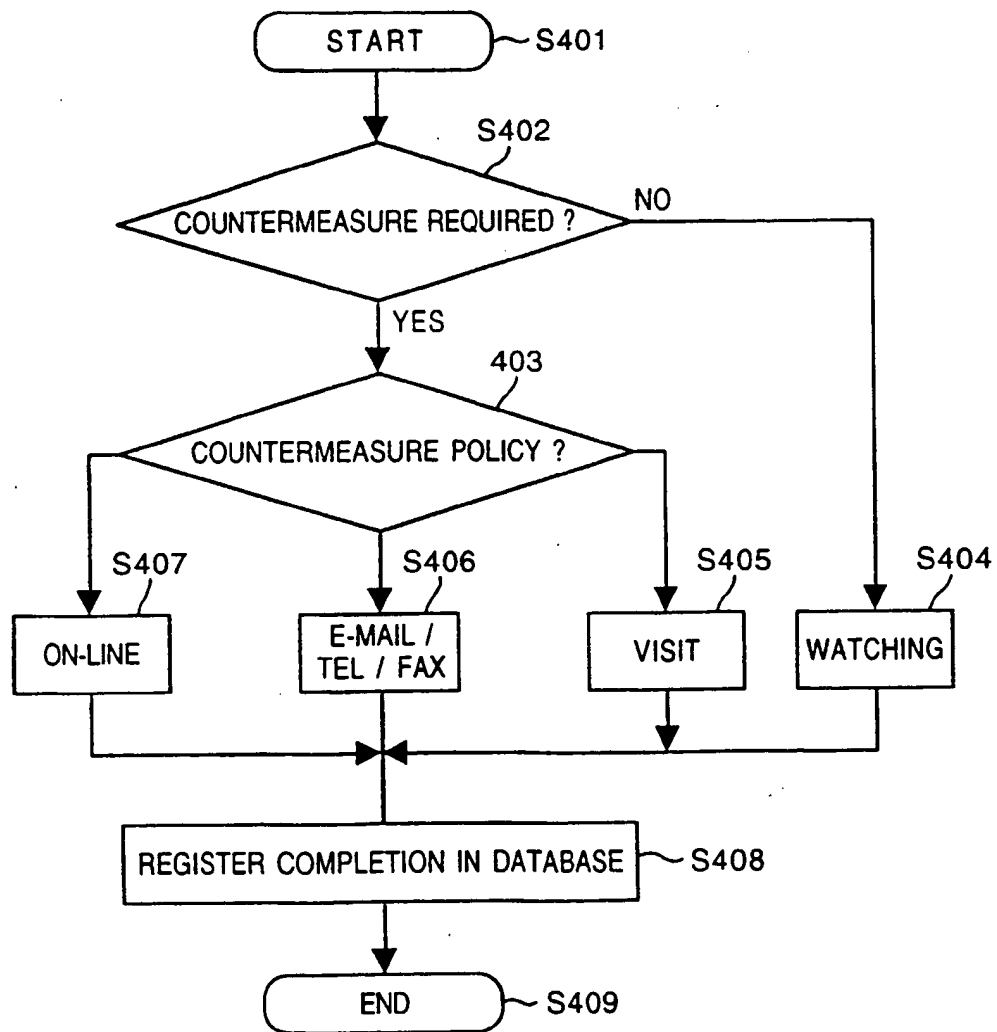 START
S401
S402
COUNTERMEASURE REQUIRED ?
NO
YES
403
COUNTERMEASURE POLICY ?
S407
S406
S405
S404
ON-LINE
E-MAIL /
TEL / FAX
VISIT
WATCHING
REGISTER COMPLETION IN DATABASE
S408
END
S409